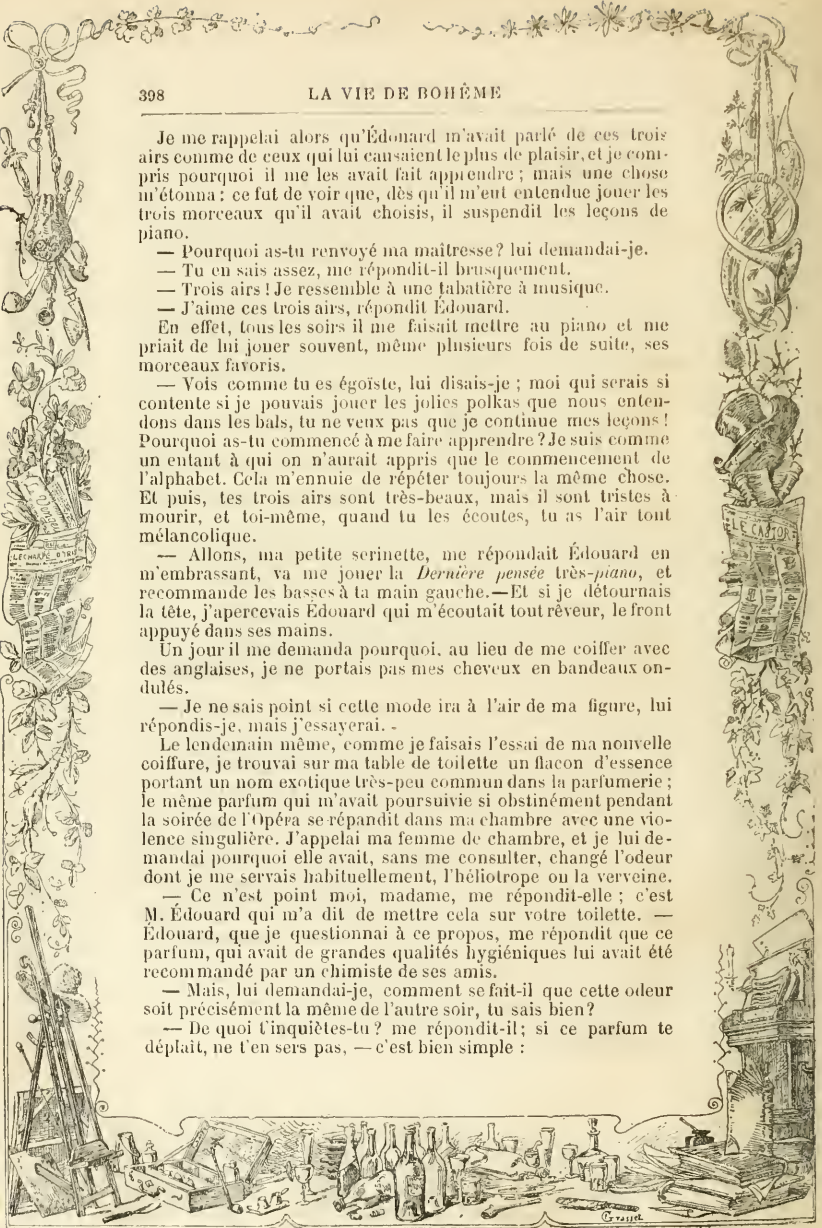 398
LA VIE DE BOHÊME
Je me rappelai alors qu'Édouard m'avait parlé de ces trois
airs comme de ceux qui lui causaient le plus de plaisir, et je com-
pris pourquoi il me les avait fait apprendre ; mais une chose
m'étonna : ce fut de voir que, dès qu'il m'eut entendue jouer les
trois morceaux qu'il avait choisis, il suspendit les leçons de
piano.
— Pourquoi as-tu renvoyé ma maîtresse? lui demandai-je.
— Tu en sais assez, me répondit-il brusquement.
— Trois airs ! Je ressemble à une tabatière à musique.
— J'aime ces trois airs, répondit Édouard.
En effet, tous les soirs il me faisait mettre au piano et me
priait de lui jouer souvent, même plusieurs fois de suite, ses
morceaux favoris.
— Vois comme tu es égoïste, lui disais-je ; moi qui serais si
contente si je pouvais jouer les jolies polkas que nous enten-
dons dans les bals, tu ne veux pas que je continue mes leçons !
Pourquoi as-tu commencé à me faire apprendre ? Je suis comme
un enfant à qui on n'aurait appris que le commencement de
l'alphabet. Cela m'ennuie de répéter toujours la même chose.
Et puis, tes trois airs sont très-beaux, mais il sont tristes à
mourir, et toi-même, quand tu les écoutes, tu as l'air tout
mélancolique.
— Allons, ma petite serinette, me répondait Édouard en
m'embrassant, va me jouer la Dernière pensée très-piano, et
recommande les basses à ta main gauche.—Et si je détournais
la tête, j'apercevais Edouard qui m'écoutait tout rêveur, le front
appuyé dans ses mains.
Un jour il me demanda pourquoi, au lieu de me coiffer avec
des anglaises, je ne portais pas mes cheveux en bandeaux on-
dulés.
— Je ne sais point si cette mode ira à l'air de ma figure, lui
répondis-je, mais j'essayerai. -
Le lendemain même, comme je faisais l'essai de ma nouvelle
coiffure, je trouvai sur ma table de toilette un flacon d'essence
portant un nom exotique très-peu commun dans la parfumerie ;
le même parfum qui m'avait poursuivie si obstinément pendant
la soirée de l'Opéra se répandit dans ma chambre avec une vio-
lence singulière. J'appelai ma femme de chambre, et je lui de-
mandai pourquoi elle avait, sans me consulter, changé l'odeur
dont je me servais habituellement, l'héliotrope ou la verveine.
— Ce n'est point moi, madame, me répondit-elle ; c'est
M. Édouard qui m'a dit de mettre cela sur votre toilette. —
Édouard, que je questionnai à ce propos, me répondit que ce
parfum, qui avait de grandes qualités hygiéniques lui avait été
recommandé par un chimiste de ses amis.
— Mais, lui demandai-je, comment se fait-il que cette odeur
soit précisément la même de l'autre soir, tu sais bien?
— De quoi t'inquiètes-tu ? me répondit-il ; si ce parfum te
déplaît, ne t'en sers pas, — c'est bien simple :
LE CASTOR
Grasset